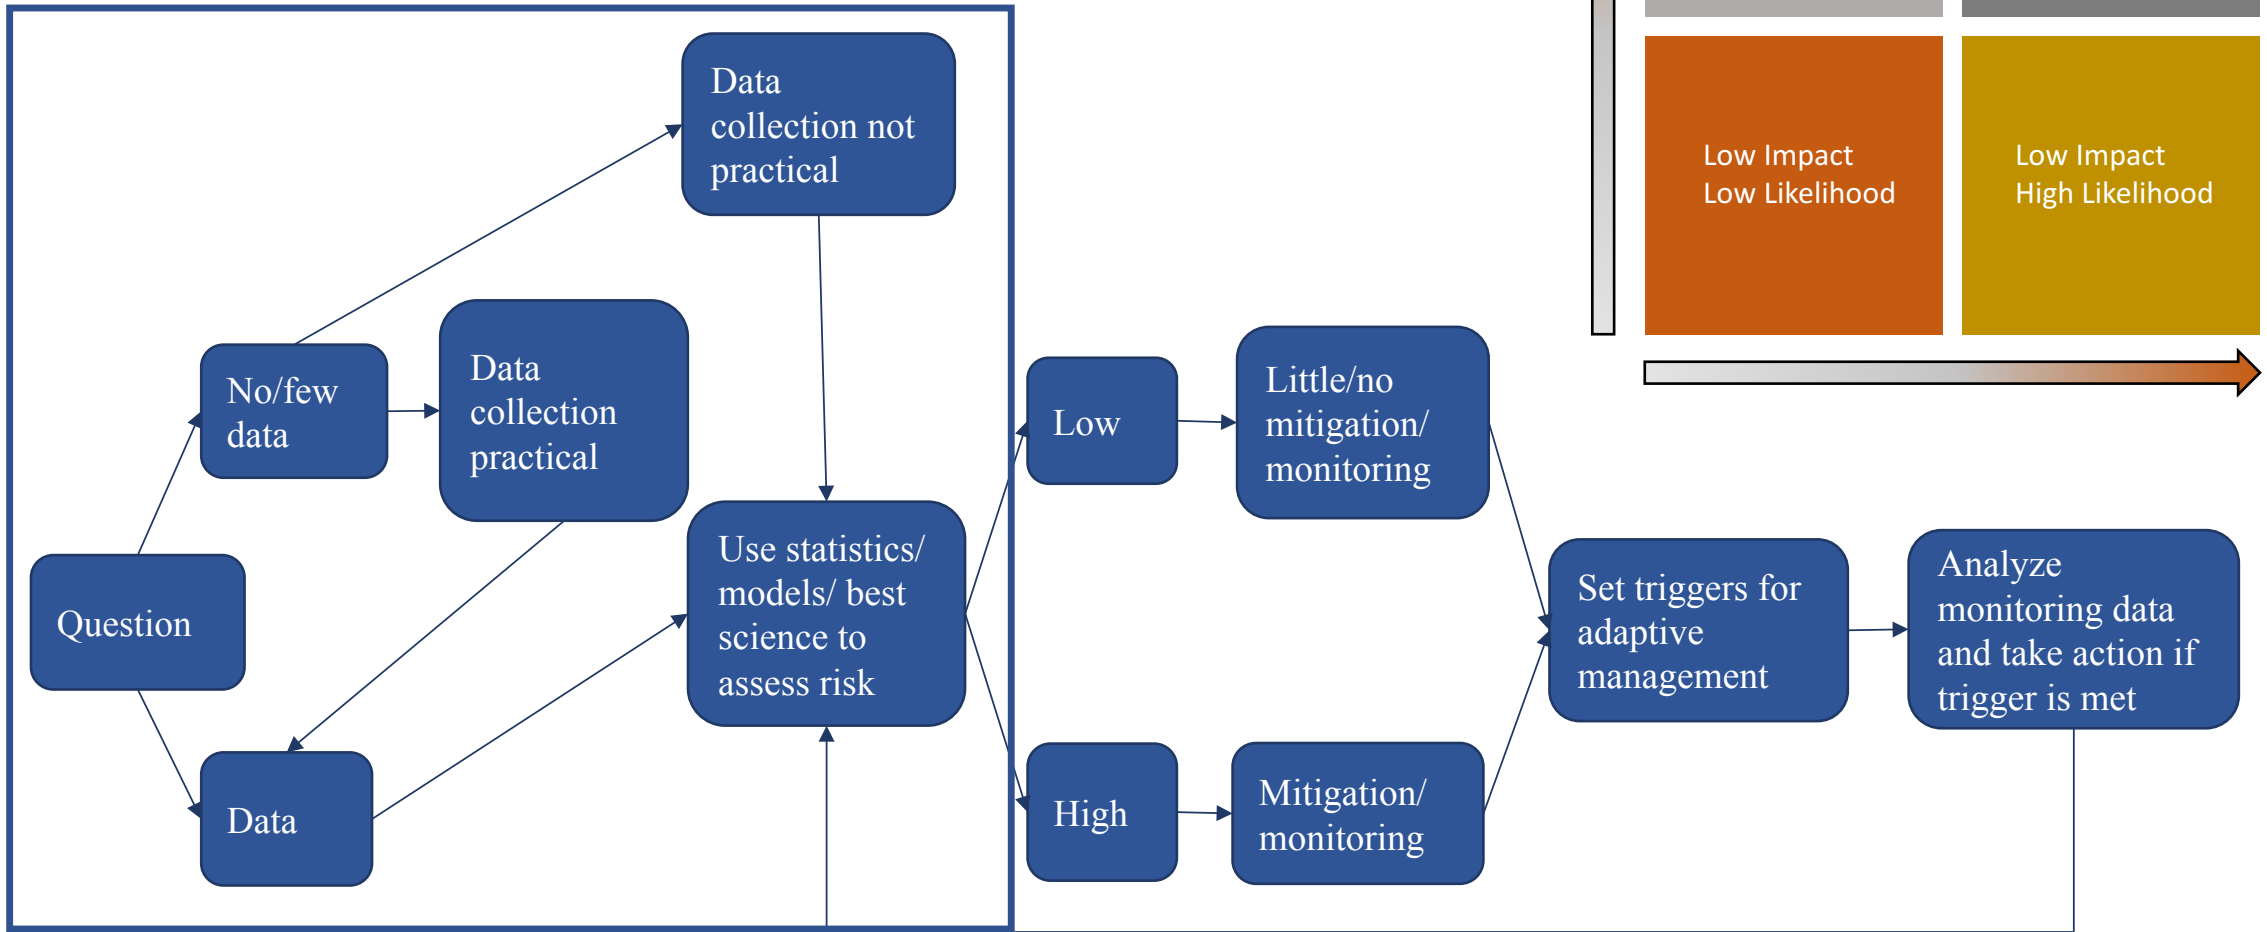 Data
collection not
practical
Low Impact
Low Likelihood
Low Impact
High Likelihood
No/few
data
Data
collection
practical
Low
Little/no
mitigation/
monitoring
Question
Use statistics/
models/ best
science to
assess risk
Set triggers for
adaptive
management
Analyze
monitoring data
and take action if
trigger is met
Data
High
Mitigation/
monitoring